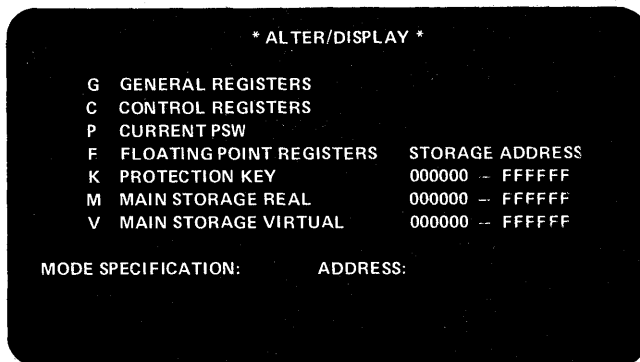 * ALTER/DISPLAY *
G GENERAL REGISTERS
C CONTROL REGISTERS
P CURRENT PSW
F FLOATING POINT REGISTERS STORAGE ADDRESS
K PROTECTION KEY 000000 – FFFFFF
M MAIN STORAGE REAL 000000 – FFFFFF
V MAIN STORAGE VIRTUAL 000000 – FFFFFF
MODE SPECIFICATION: ADDRESS: